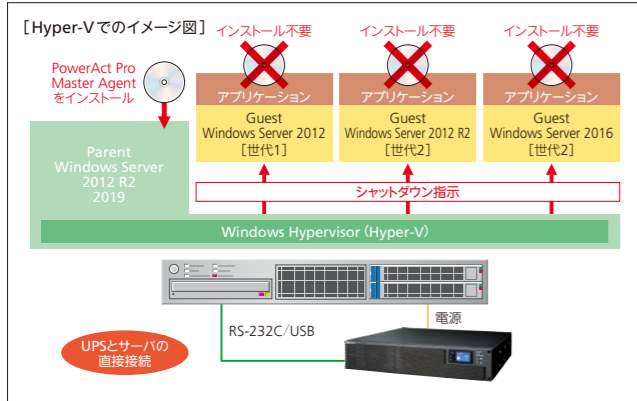 ［Hyper-Vでのイメージ図］
インストール不要
インストール不要
インストール不要
PowerAct Pro
Master Agent
をインストール
アプリケーション
アプリケーション
アプリケーション
Guest
Windows Server 2012
［世代1］
Guest
Windows Server 2012 R2
［世代2］
Guest
Windows Server 2016
［世代2］
Parent
Windows Server
2012 R2
2019
シャットダウン指示
Windows Hypervisor（Hyper-V）
RS-232C/USB
電源
UPSとサーバの
直接接続